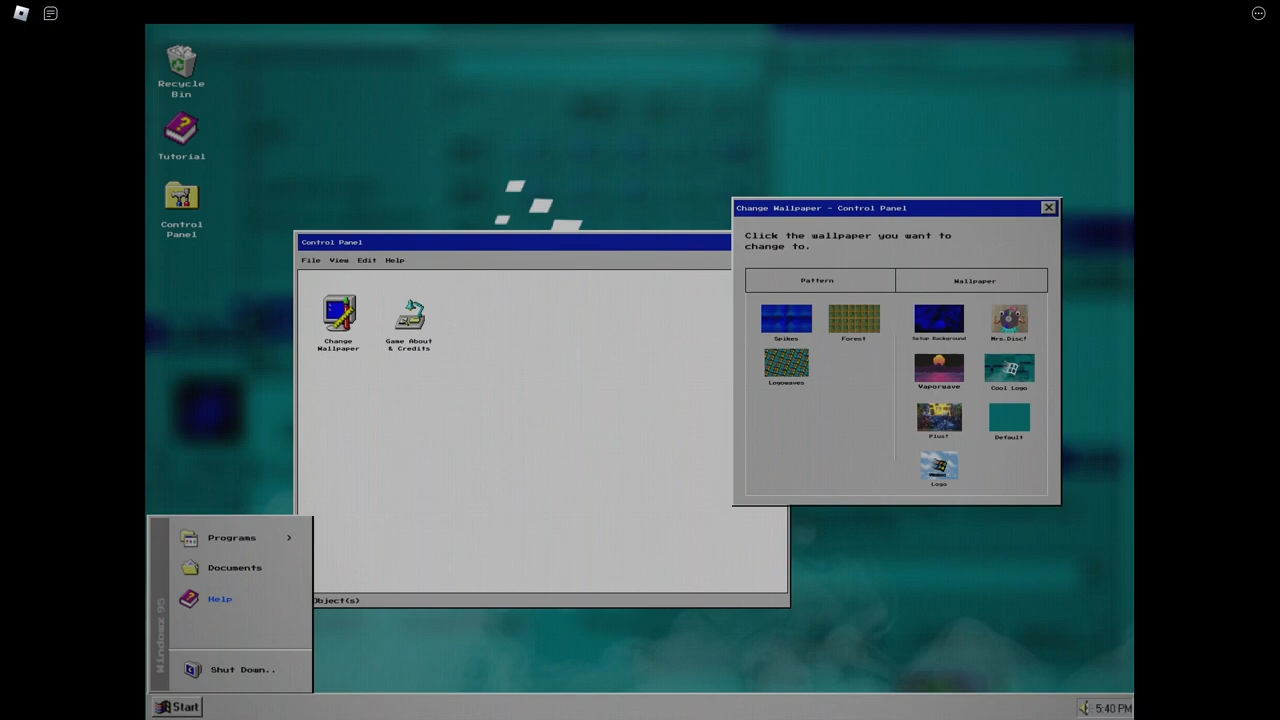 Recycle
Bin
Tutorial
Control
Panel
Control Panel
File View Edit Help
Change
Wallpaper
Game About
& Credits
Object(s)
Change Wallpaper - Control Panel
Click the wallpaper you want to
change to.
Pattern
Wallpaper
Spikes
Forest
Logowaves
Setup Background
Mrs.Disc!
Vaporwave
Cool Logo
Plus!
Default
Logo
Programs
Documents
Help
Shut Down..
Windowz 95
Start
5:40 PM